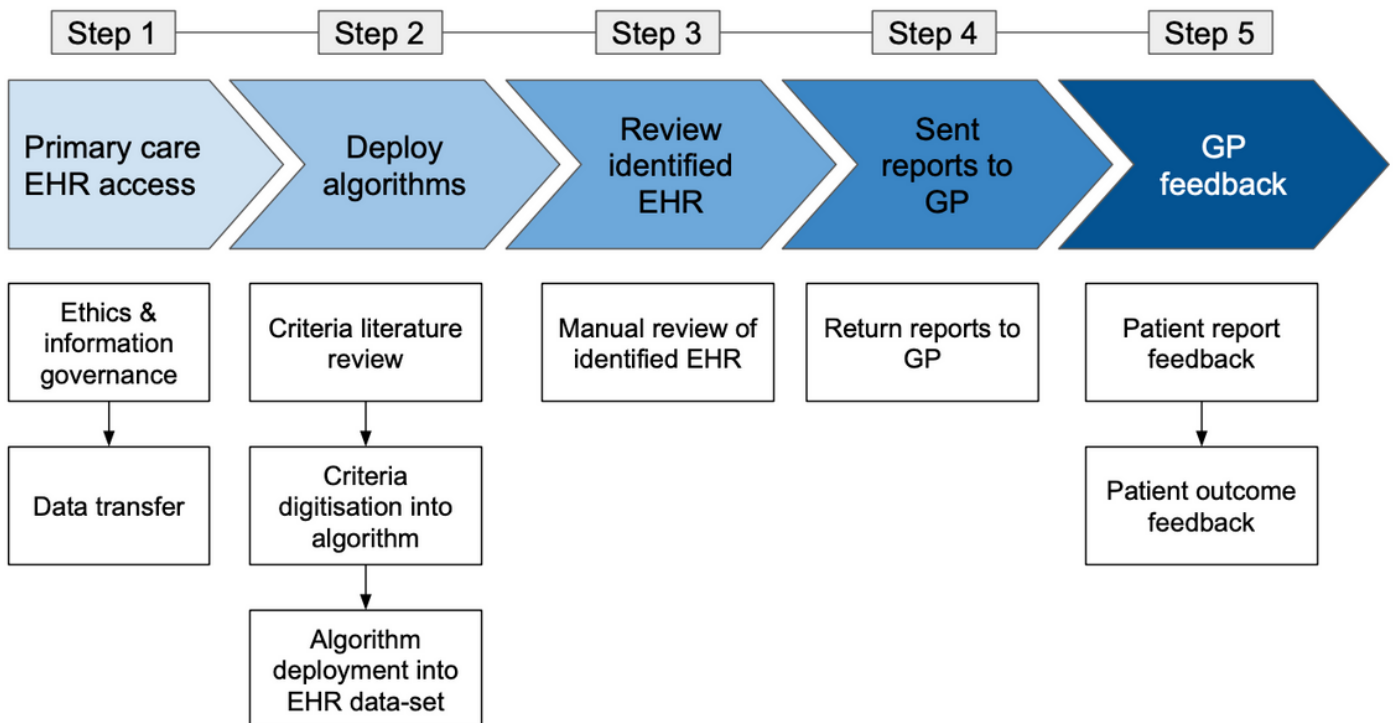 Step 1
Step 2
Step 3
Step 4
Step 5
Primary care
EHR access
Deploy
algorithms
Review
identified
EHR
Sent
reports to
GP
GP
feedback
Ethics &
information
governance
Data transfer
Criteria literature
review
Criteria
digitisation into
algorithm
Algorithm
deployment into
EHR data-set
Manual review of
identified EHR
Return reports to
GP
Patient report
feedback
Patient outcome
feedback